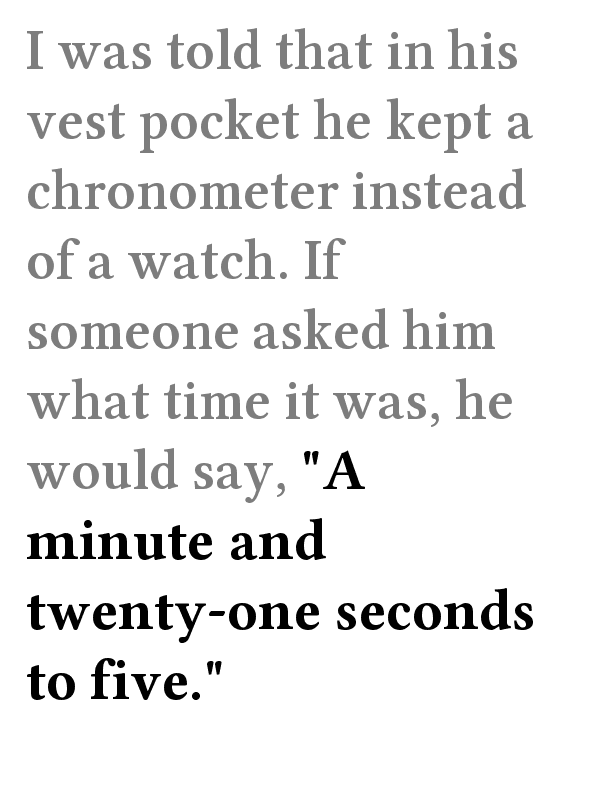 I was told that in his
vest pocket he kept a
chronometer instead
of a watch. If
someone asked him
what time it was, he
would say, "A
minute and
twenty-one seconds
to five."